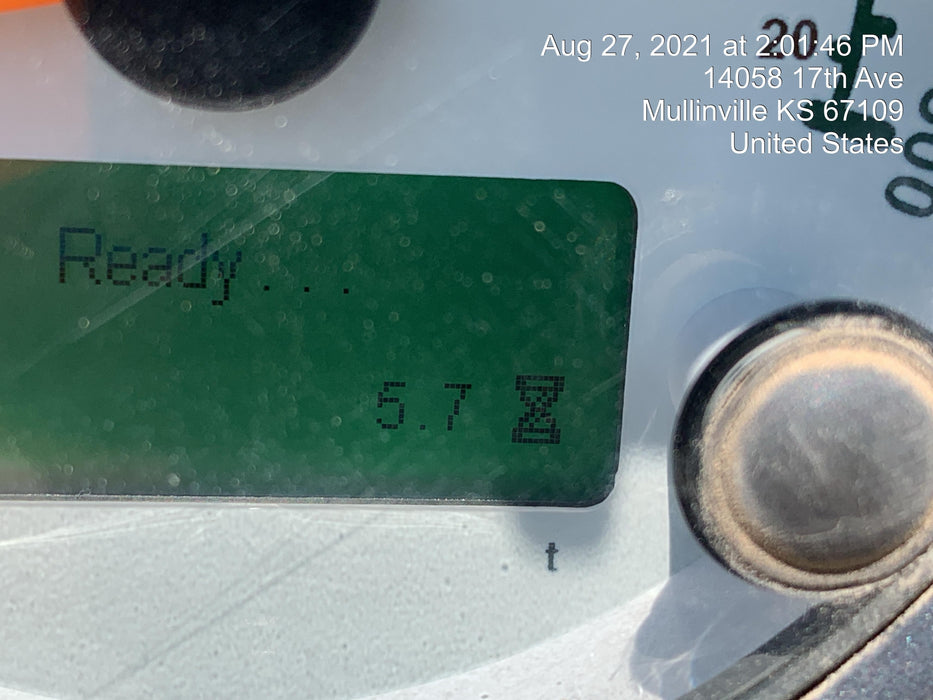 Aug 27, 2021 at 2:01:46 PM
14058 17th Ave
Mullinville KS 67109
United States
20
Ready...
5.7
t